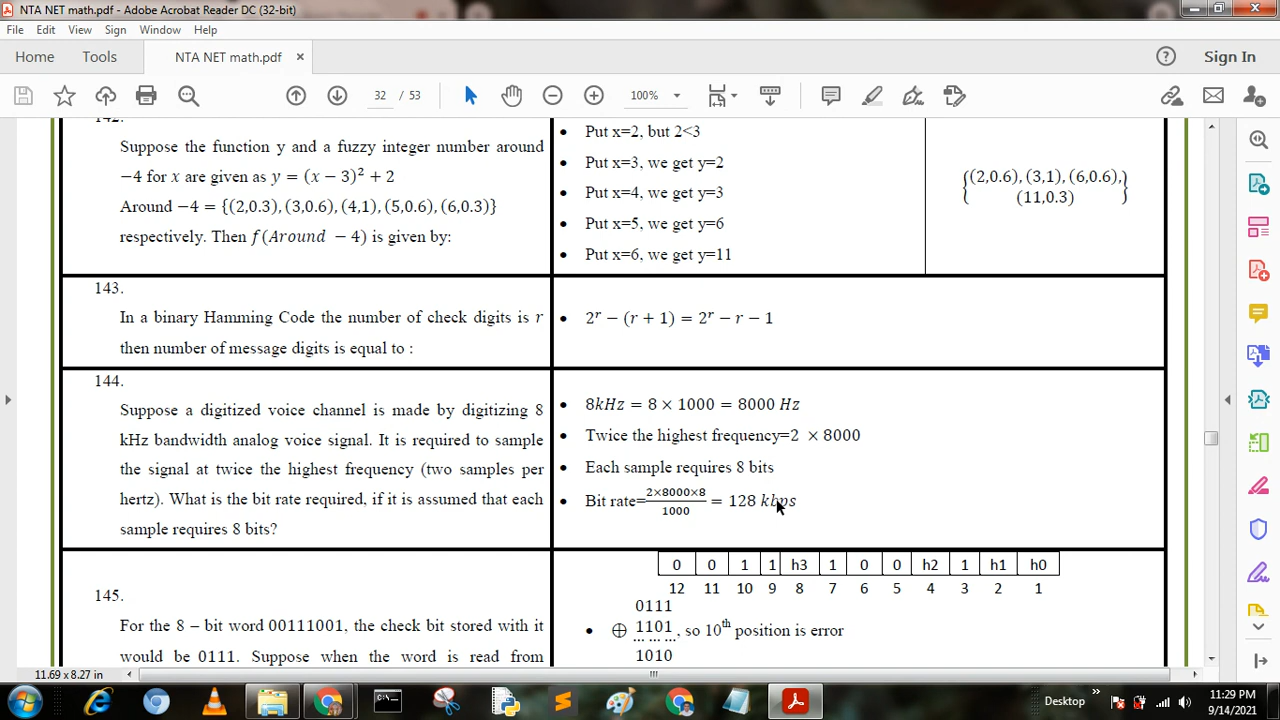 NTA NET math.pdf - Adobe Acrobat Reader DC (32-bit)
File Edit View Sign Window Help
Home Tools NTA NET math.pdf × Sign In
32 / 53 100%
142.
Suppose the function y and a fuzzy integer number around
−4 for x are given as y = (x − 3)² + 2
Around −4 = {(2,0.3), (3,0.6), (4,1), (5,0.6), (6,0.3)}
respectively. Then f(Around − 4) is given by:
• Put x=2, but 2<3
• Put x=3, we get y=2
• Put x=4, we get y=3
• Put x=5, we get y=6
• Put x=6, we get y=11
{(2,0.6), (3,1), (6,0.6),
(11,0.3)}
143.
In a binary Hamming Code the number of check digits is r
then number of message digits is equal to :
• 2ʳ − (r + 1) = 2ʳ − r − 1
144.
Suppose a digitized voice channel is made by digitizing 8
kHz bandwidth analog voice signal. It is required to sample
the signal at twice the highest frequency (two samples per
hertz). What is the bit rate required, if it is assumed that each
sample requires 8 bits?
• 8kHz = 8 × 1000 = 8000 Hz
• Twice the highest frequency=2 × 8000
• Each sample requires 8 bits
• Bit rate=2×8000×8/1000 = 128 kbps
145.
For the 8 – bit word 00111001, the check bit stored with it
would be 0111. Suppose when the word is read from
0 0 1 1 h3 1 0 0 h2 1 h1 h0
12 11 10 9 8 7 6 5 4 3 2 1
0111
• ⊕ 1101, so 10th position is error
... ... ...
1010
11.69 x 8.27 in
Desktop » 11:29 PM
9/14/2021